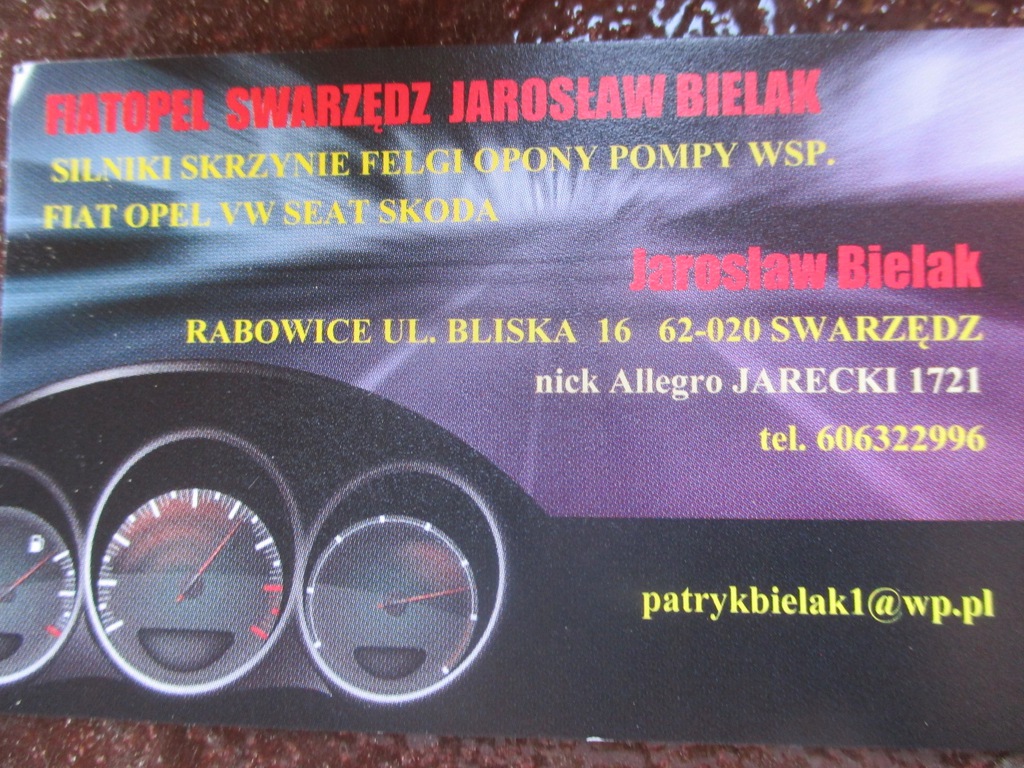 FIATOPEL SWARZĘDZ JAROSŁAW BIELAK
SILNIKI SKRZYNIE FELGI OPONY POMPY WSP.
FIAT OPEL VW SEAT SKODA
Jarosław Bielak
RABOWICE UL. BLISKA 16 62-020 SWARZĘDZ
nick Allegro JARECKI 1721
tel. 606322996
patrykbielak1@wp.pl